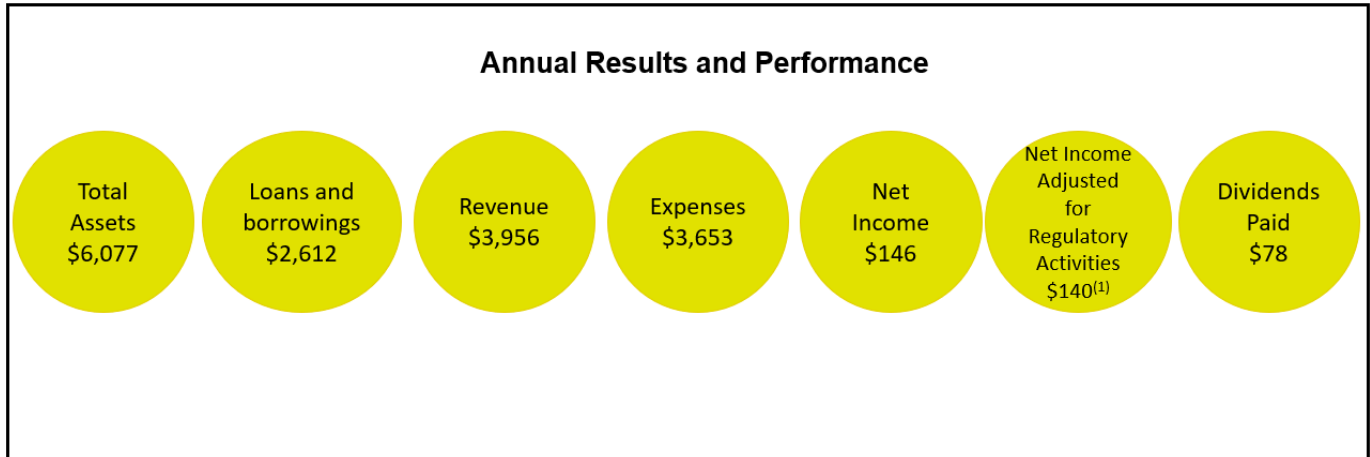 Annual Results and Performance
Total
Assets
$6,077
Loans and
borrowings
$2,612
Revenue
$3,956
Expenses
$3,653
Net
Income
$146
Net Income
Adjusted
for
Regulatory
Activities
$140(1)
Dividends
Paid
$78